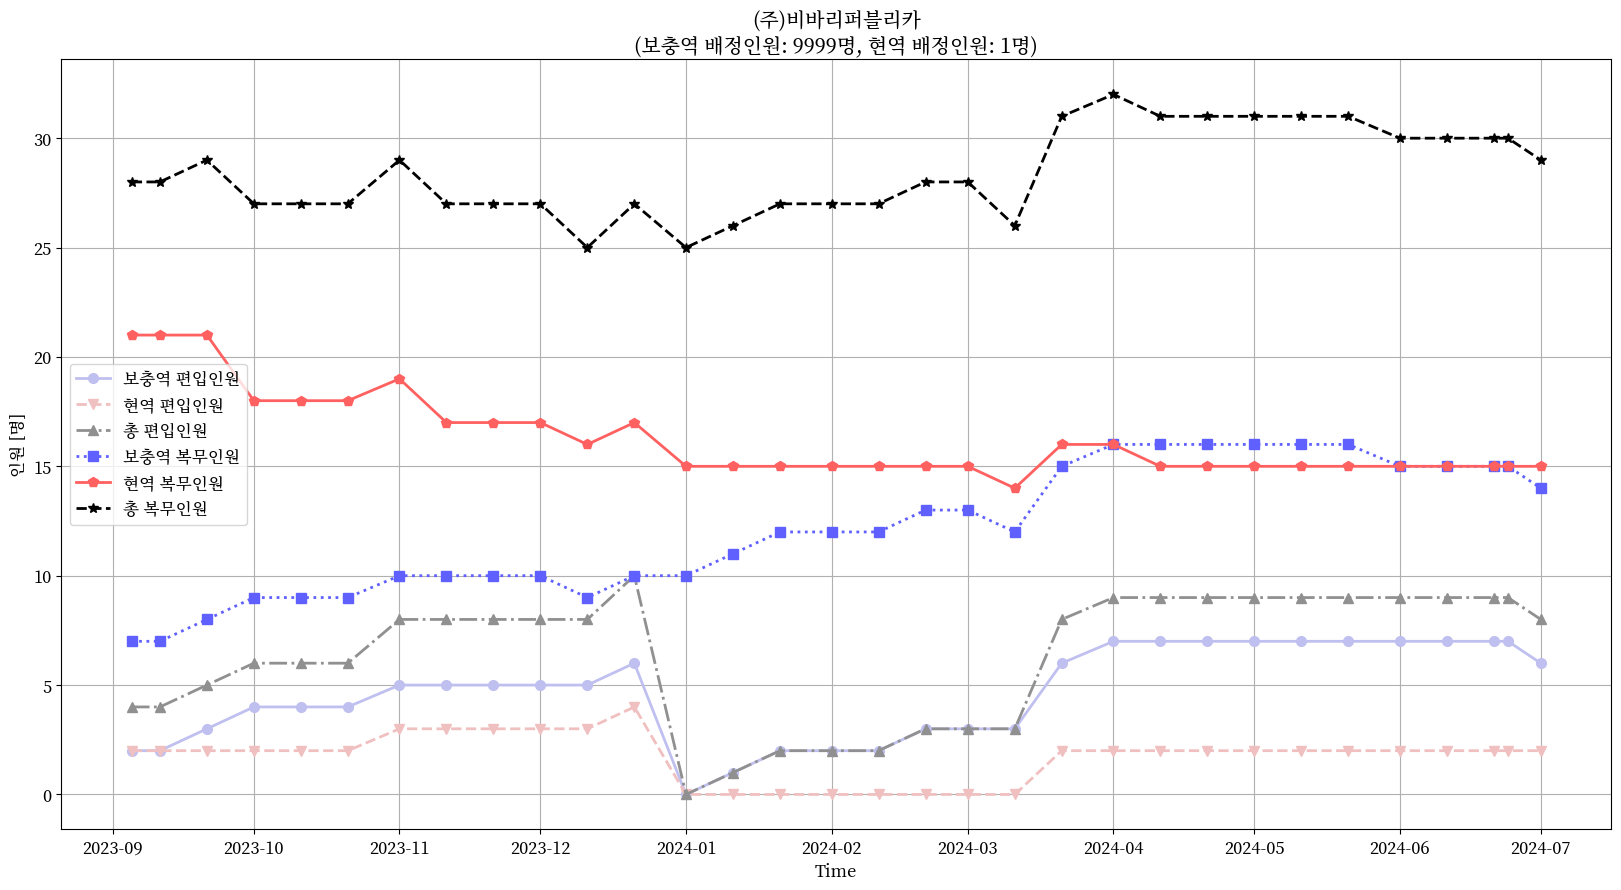 (주)비바리퍼블리카
(보충역 배정인원: 9999명, 현역 배정인원: 1명)
30
25
20
15
10
5
0
인원 [명]
보충역 편입인원
현역 편입인원
총 편입인원
보충역 복무인원
현역 복무인원
총 복무인원
2023-09 2023-10 2023-11 2023-12 2024-01 2024-02 2024-03 2024-04 2024-05 2024-06 2024-07
Time